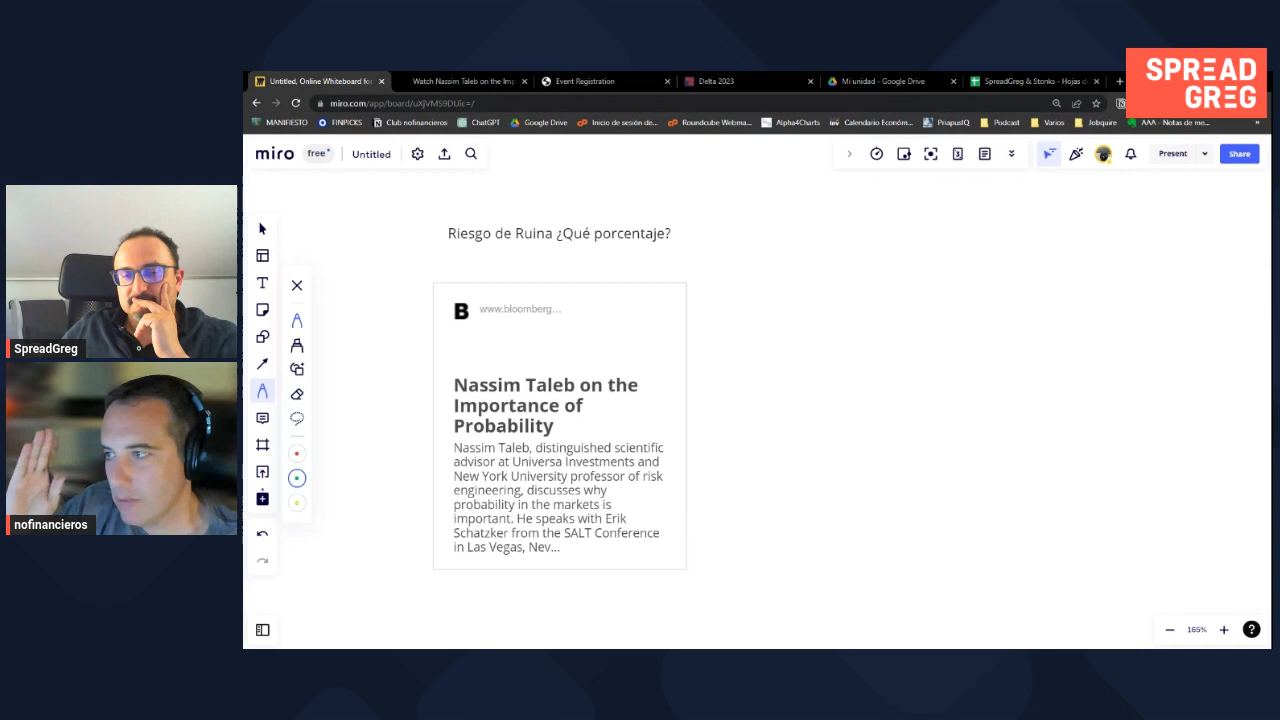 SPREAD
GREG
Untitled, Online Whiteboard fo
Watch Nassim Taleb on the Imp
Event Registration
Delta 2023
Mi unidad - Google Drive
SpreadGreg & Stonks - Hojas d
miro.com/app/board/
MANIFIESTO
FINPICKS
Club nofinancieros
ChatGPT
Google Drive
Inicio de sesión de...
Roundcube Webma...
Alpha4Charts
Calendario Económ...
PriapusIQ
Podcast
Varios
Jobquire
AAA - Notas de me...
miro
free
Untitled
Present
Share
Riesgo de Ruina ¿Qué porcentaje?
B
www.bloomberg...
Nassim Taleb on the
Importance of
Probability
Nassim Taleb, distinguished scientific
advisor at Universa Investments and
New York University professor of risk
engineering, discusses why
probability in the markets is
important. He speaks with Erik
Schatzker from the SALT Conference
in Las Vegas, Nev...
SpreadGreg
nofinancieros
165%